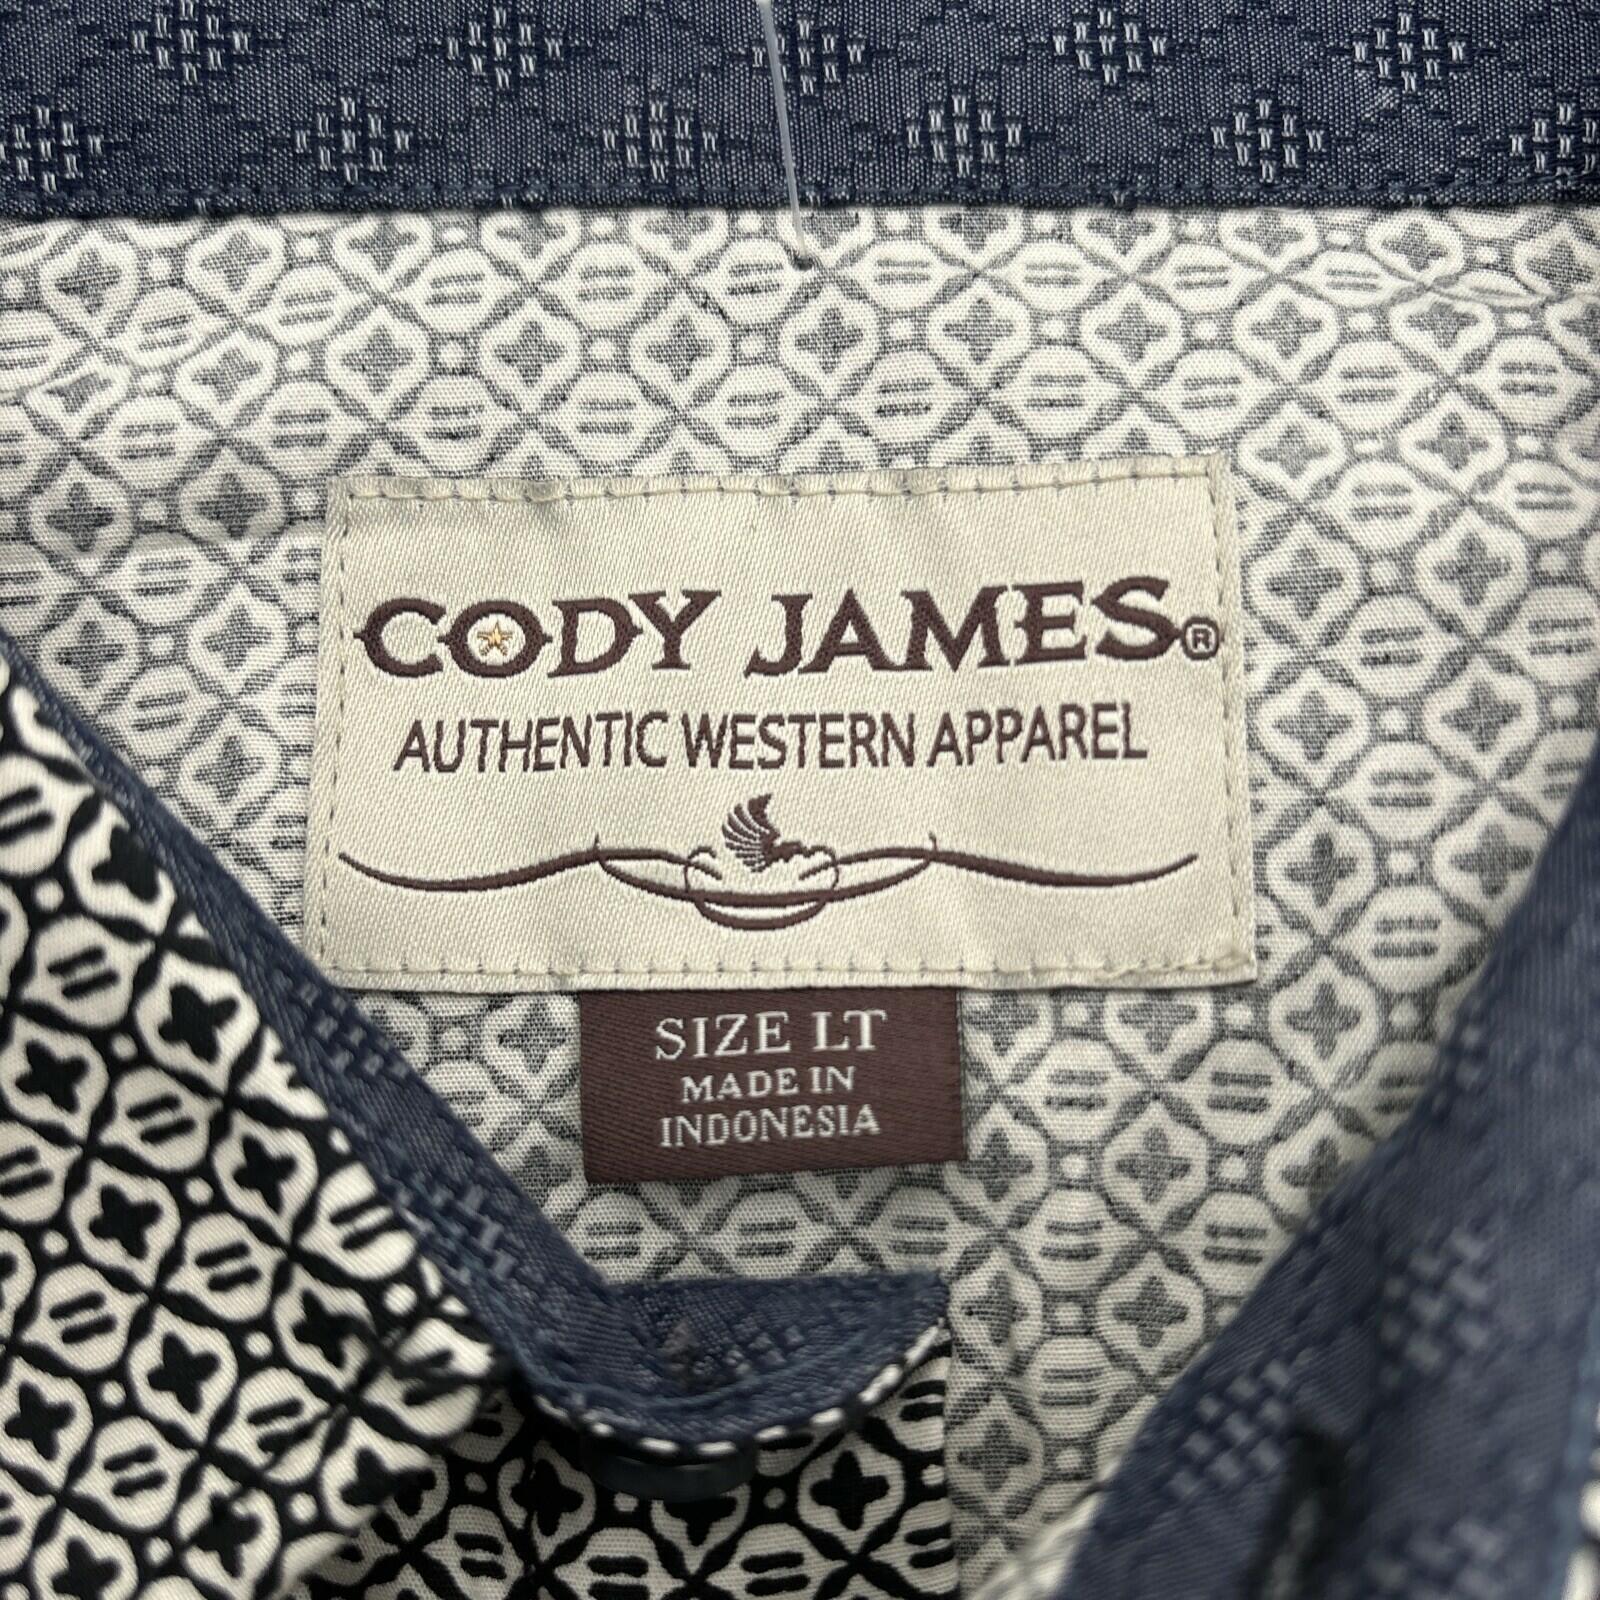 CODY JAMES®
AUTHENTIC WESTERN APPAREL
SIZE LT
MADE IN
INDONESIA